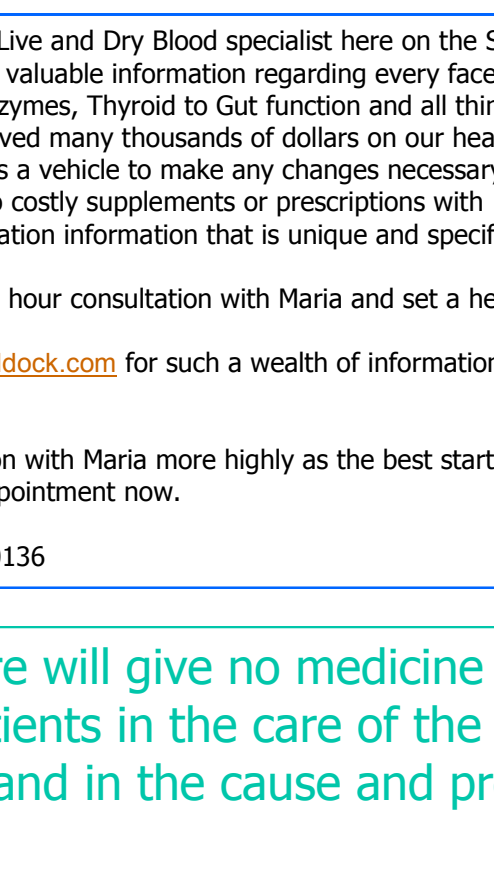 Live and Dry Blood specialist here on the S
valuable information regarding every face
zymes, Thyroid to Gut function and all thin
ved many thousands of dollars on our hea
s a vehicle to make any changes necessary
costly supplements or prescriptions with
ation information that is unique and specif
hour consultation with Maria and set a he
ldock.com for such a wealth of information
on with Maria more highly as the best start
pointment now.
0136
re will give no medicine
tients in the care of the
and in the cause and pr